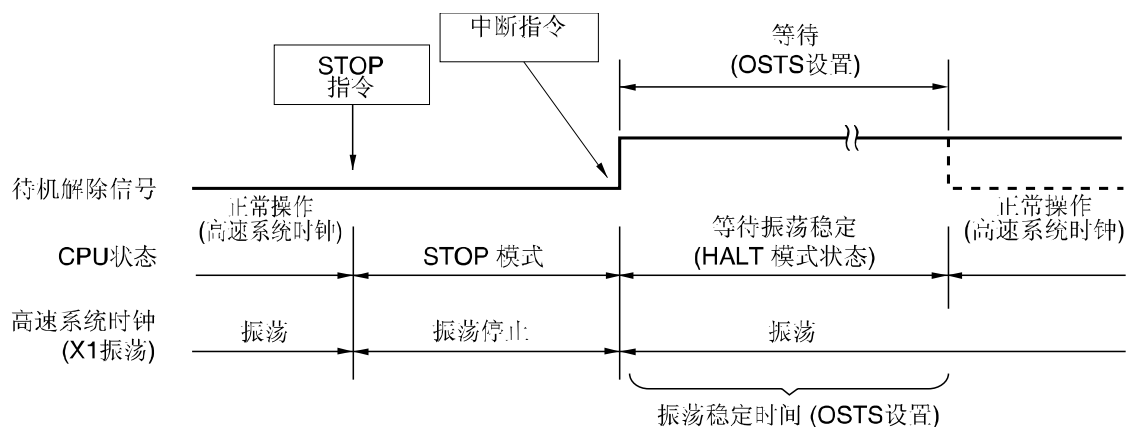 中断指令
等待
(OSTS设置)
STOP
指令
待机解除信号
正常操作
(高速系统时钟)
等待振荡稳定
(HALT 模式状态)
正常操作
(高速系统时钟)
CPU状态
STOP 模式
高速系统时钟
(X1振荡)
振荡
振荡停止
振荡
振荡稳定时间 (OSTS设置)